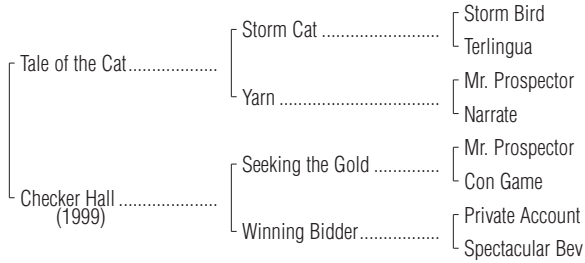 Storm Bird
Storm Cat ........................
Terlingua
Tale of the Cat..................
Mr. Prospector
Yarn .................................
Narrate
Mr. Prospector
Seeking the Gold .............
Con Game
Checker Hall ....................
(1999)
Private Account
Winning Bidder................
Spectacular Bev